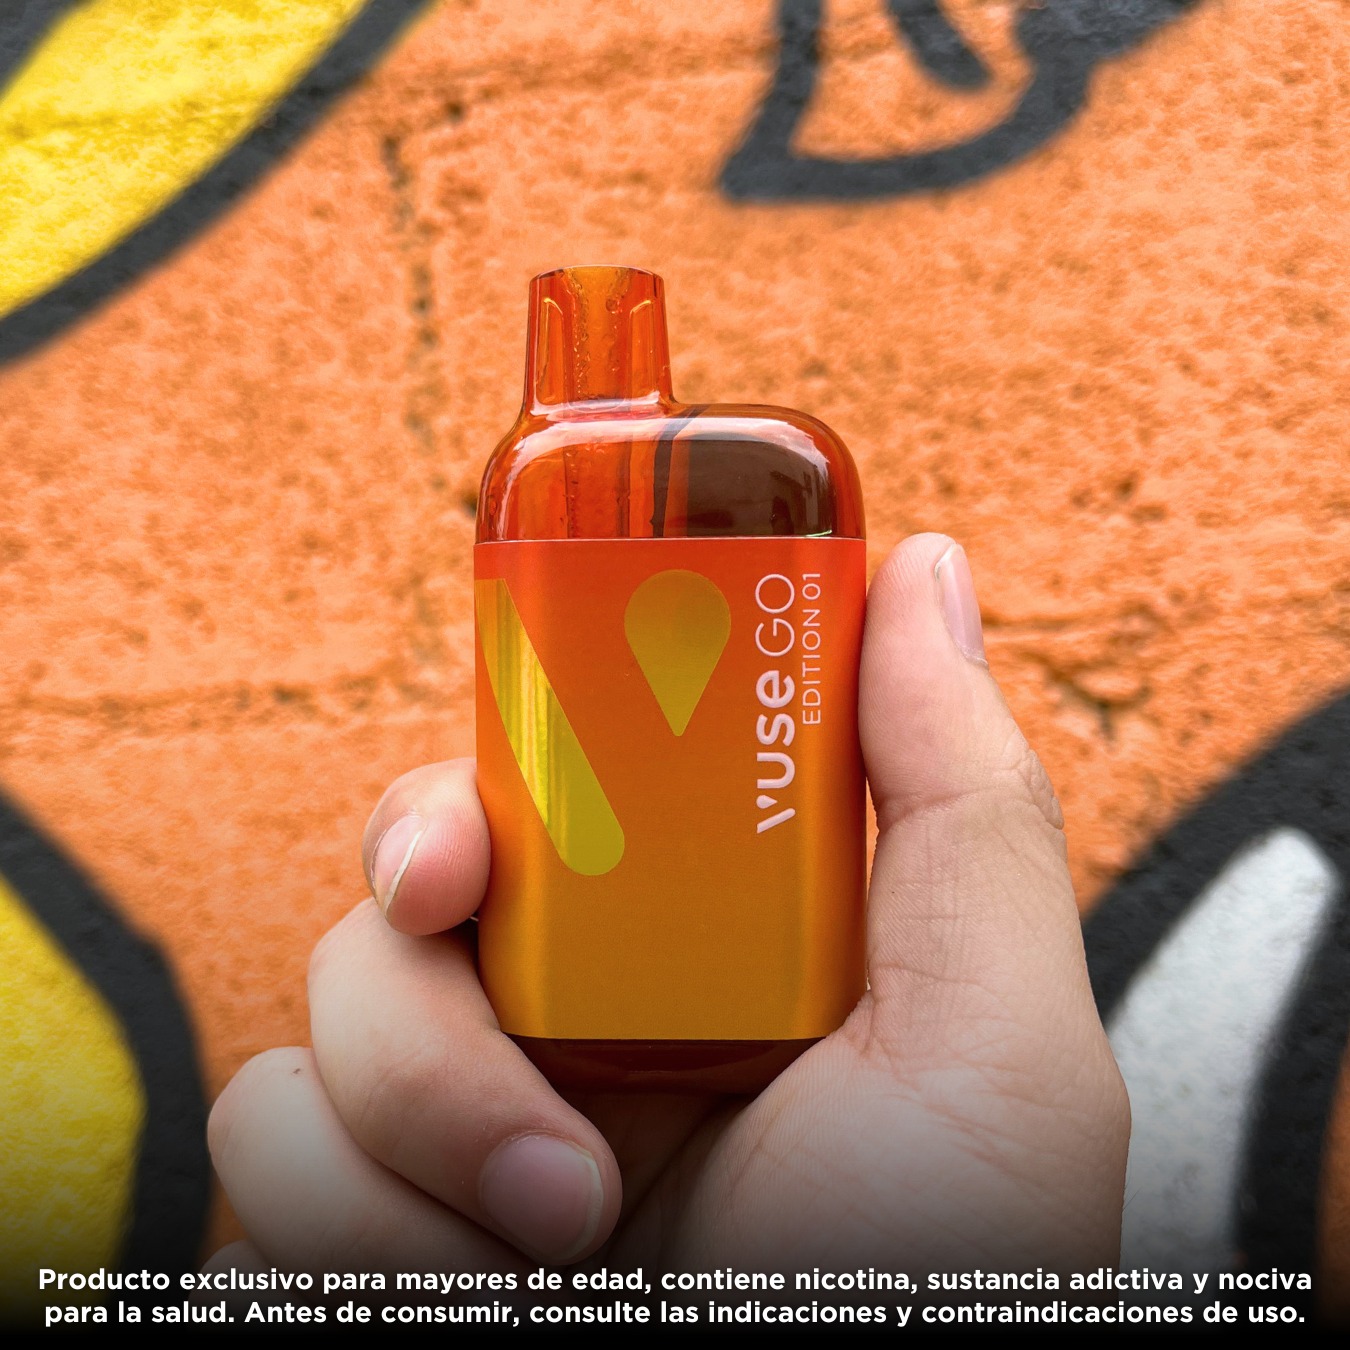 vuse GO
EDITION 01
Producto exclusivo para mayores de edad, contiene nicotina, sustancia adictiva y nociva
para la salud. Antes de consumir, consulte las indicaciones y contraindicaciones de uso.